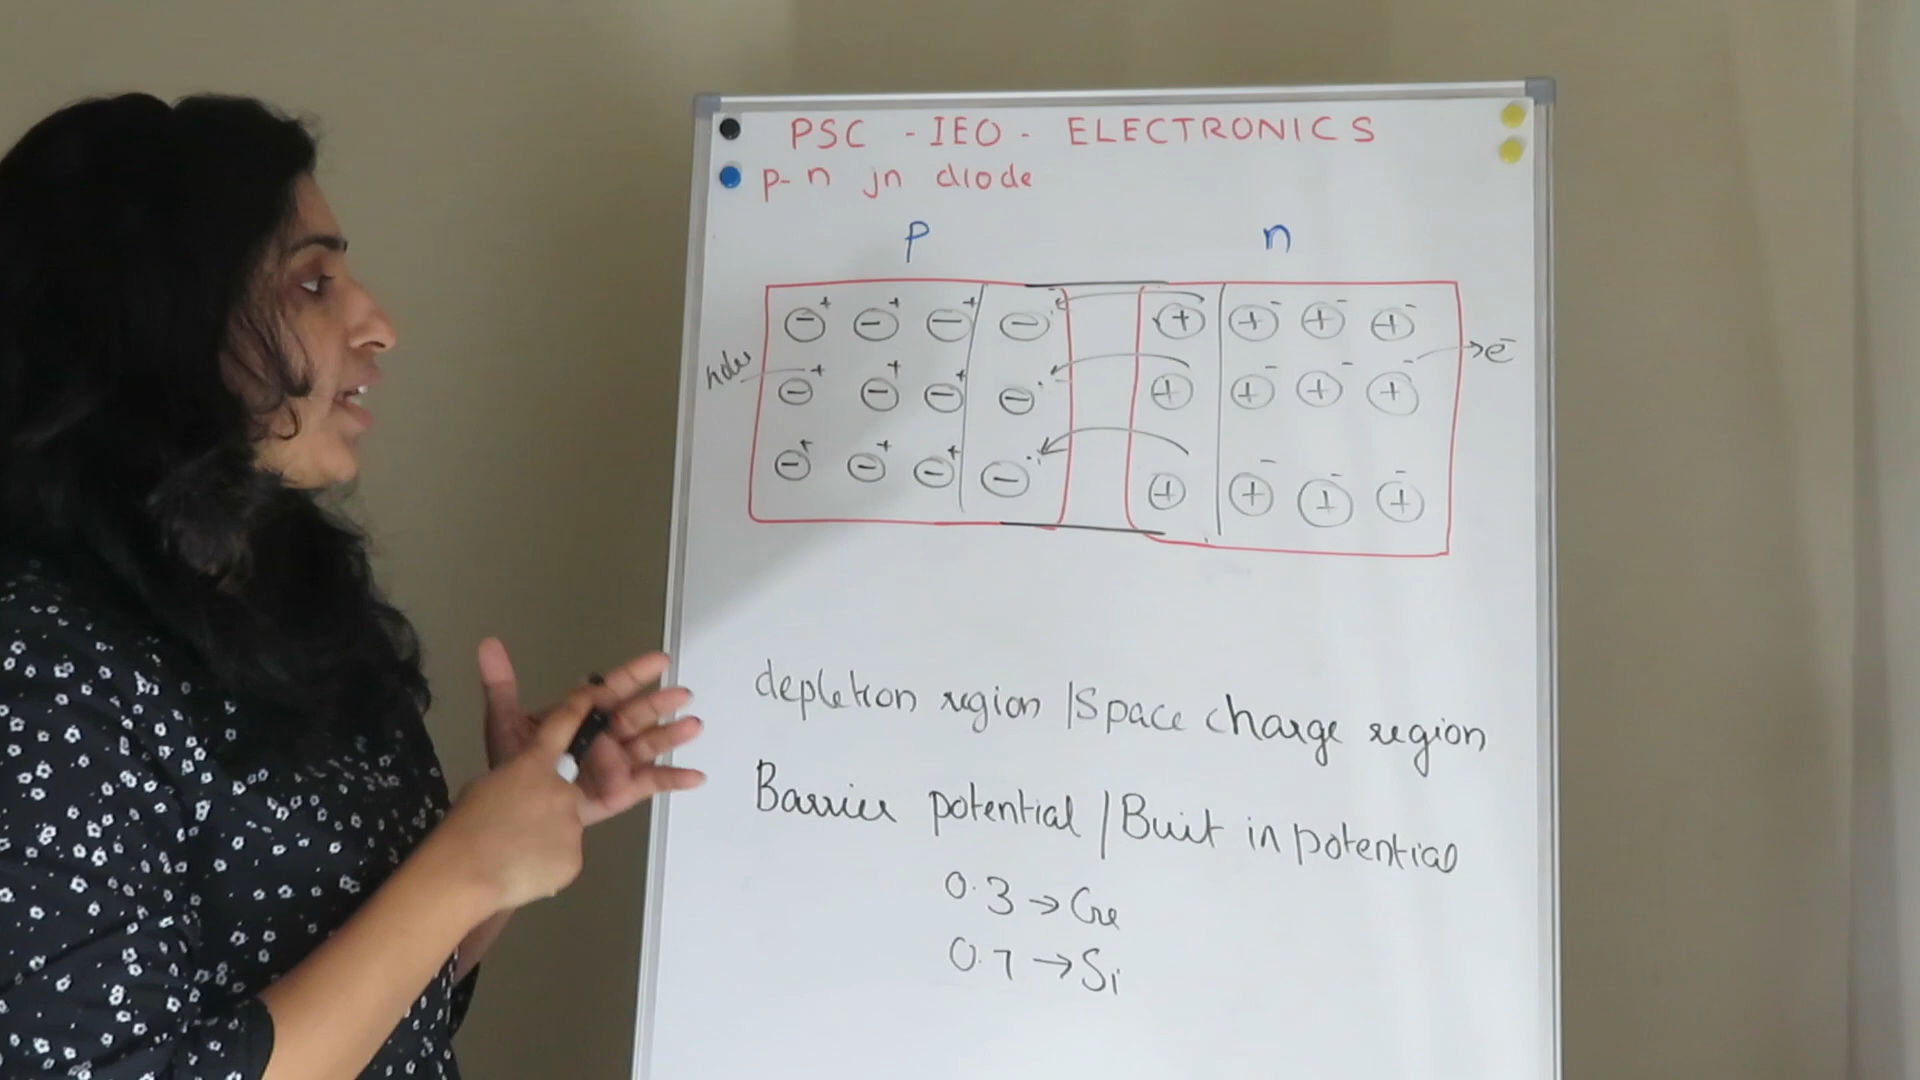 PSC - IEO - ELECTRONICS
p-n jn diode
p n
holes
e⁻
depletion region / Space charge region
Barrier potential / Built in potential
0.3 → Ge
0.7 → Si